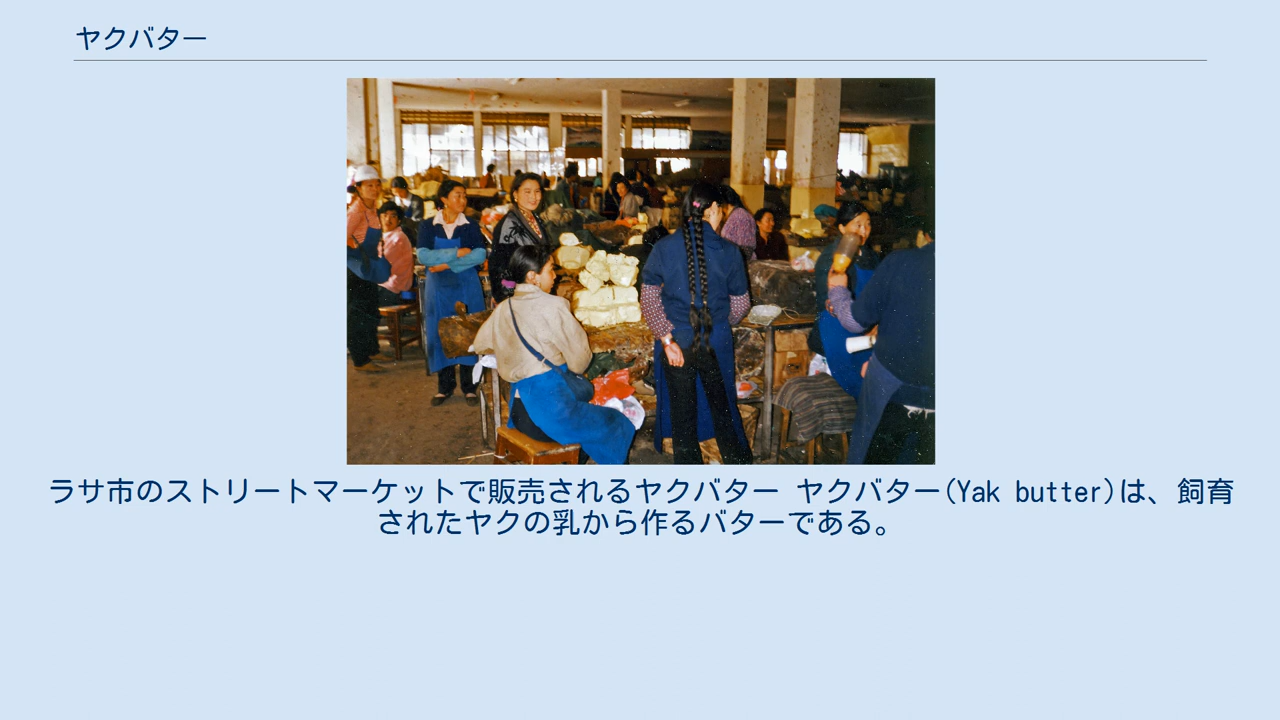 ヤクバター
ラサ市のストリートマーケットで販売されるヤクバター ヤクバター(Yak butter)は、飼育
されたヤクの乳から作るバターである。